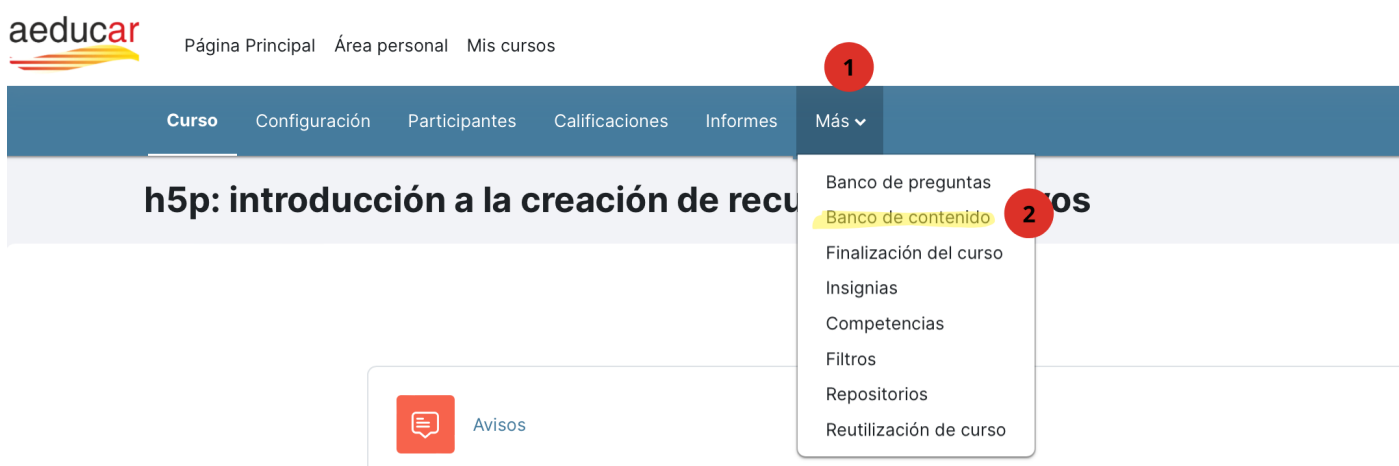 aeducar
Página Principal Área personal Mis cursos
1
Curso Configuración Participantes Calificaciones Informes Más
h5p: introducción a la creación de recu os
Banco de preguntas
Banco de contenido 2
Finalización del curso
Insignias
Competencias
Filtros
Repositorios
Reutilización de curso
Avisos